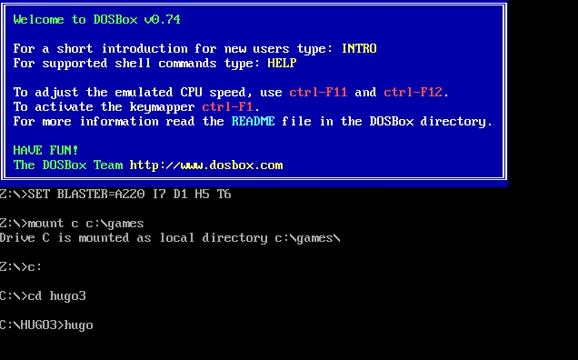 Welcome to DOSBox v0.74
For a short introduction for new users type: INTRO
For supported shell commands type: HELP
To adjust the emulated CPU speed, use ctrl-F11 and ctrl-F12.
To activate the keymapper ctrl-F1.
For more information read the README file in the DOSBox directory.
HAVE FUN!
The DOSBox Team http://www.dosbox.com
Z:\>SET BLASTER=A220 I7 D1 H5 T6
Z:\>mount c c:\games
Drive C is mounted as local directory c:\games\
Z:\>c:
C:\>cd hugo3
C:\HUGO3>hugo